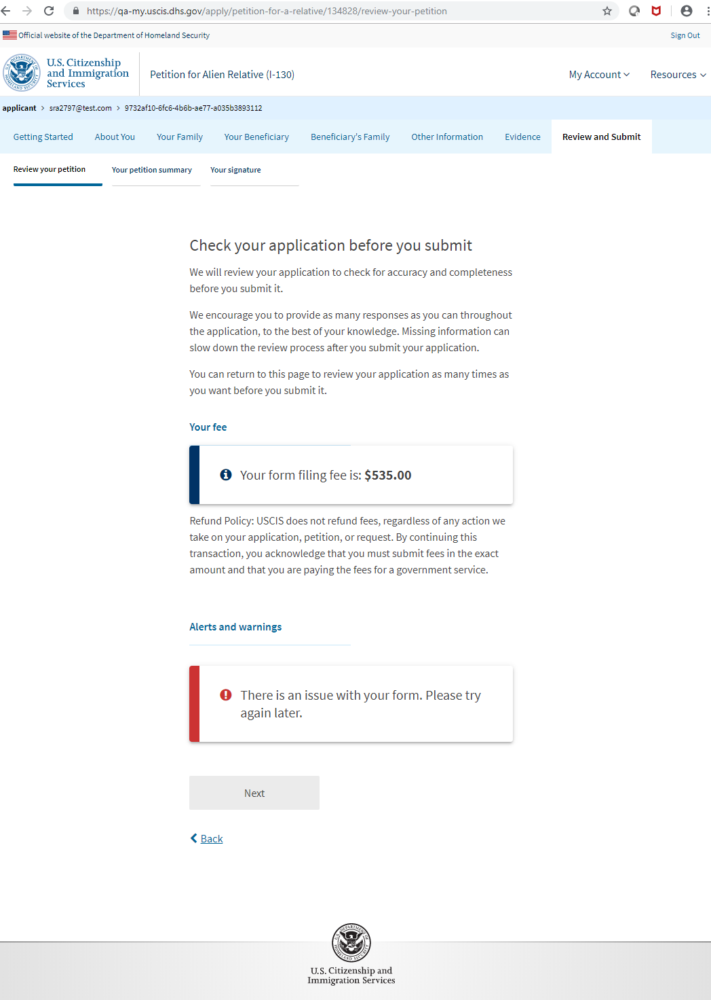 https://qa-my.uscis.dhs.gov/apply/petition-for-a-relative/134828/review-your-petition
Official website of the Department of Homeland Security
Sign Out
U.S. Citizenship
and Immigration
Services
Petition for Alien Relative (I-130)
My Account
Resources
applicant > sra2797@test.com > 9732af10-6fc6-4b6b-ae77-a035b3893112
Getting Started
About You
Your Family
Your Beneficiary
Beneficiary's Family
Other Information
Evidence
Review and Submit
Review your petition
Your petition summary
Your signature
Check your application before you submit
We will review your application to check for accuracy and completeness
before you submit it.
We encourage you to provide as many responses as you can throughout
the application, to the best of your knowledge. Missing information can
slow down the review process after you submit your application.
You can return to this page to review your application as many times as
you want before you submit it.
Your fee
Your form filing fee is: $535.00
Refund Policy: USCIS does not refund fees, regardless of any action we
take on your application, petition, or request. By continuing this
transaction, you acknowledge that you must submit fees in the exact
amount and that you are paying the fees for a government service.
Alerts and warnings
There is an issue with your form. Please try
again later.
Next
Back
U.S. Citizenship and
Immigration Services